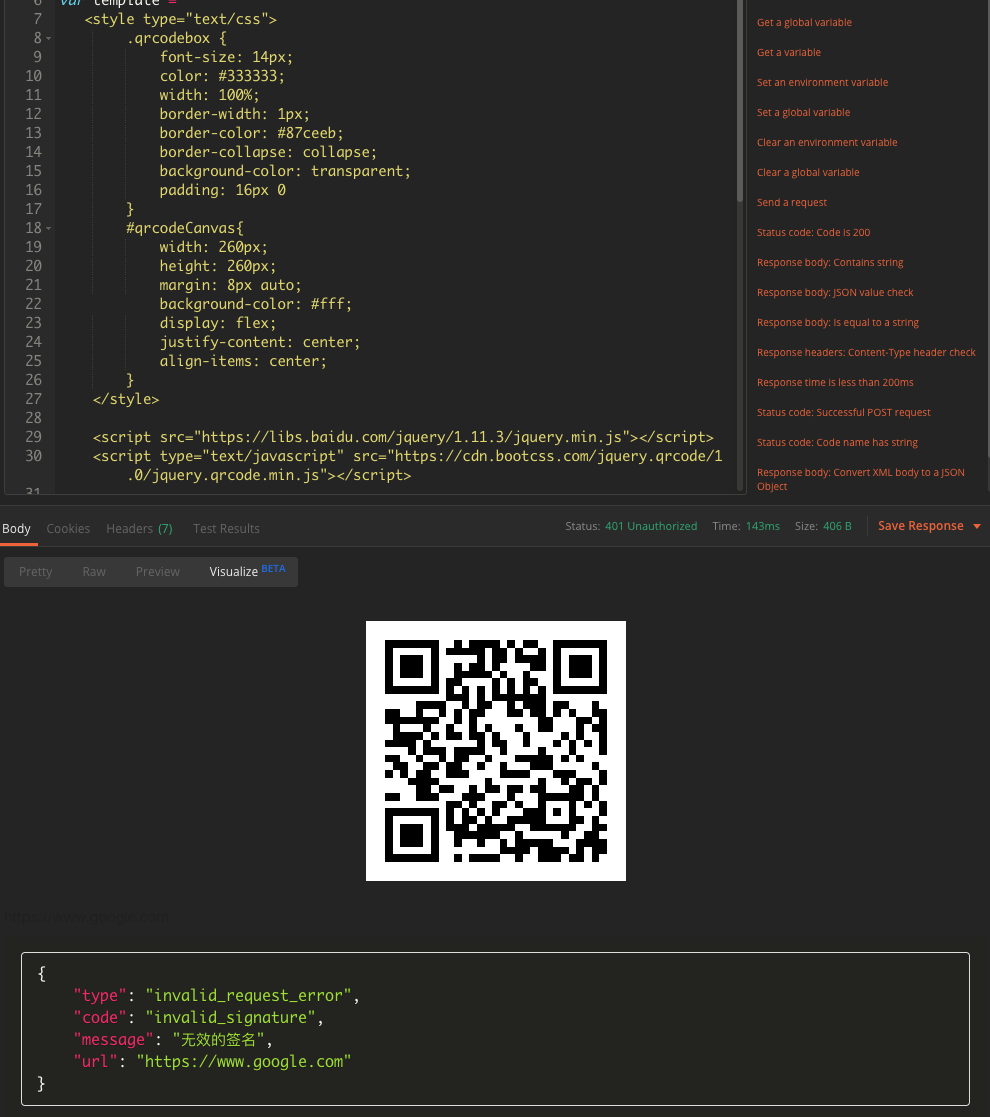 6 var template = `
7 <style type="text/css">
8 .qrcodebox {
9 font-size: 14px;
10 color: #333333;
11 width: 100%;
12 border-width: 1px;
13 border-color: #87ceeb;
14 border-collapse: collapse;
15 background-color: transparent;
16 padding: 16px 0
17 }
18 #qrcodeCanvas{
19 width: 260px;
20 height: 260px;
21 margin: 8px auto;
22 background-color: #fff;
23 display: flex;
24 justify-content: center;
25 align-items: center;
26 }
27 </style>
28
29 <script src="https://libs.baidu.com/jquery/1.11.3/jquery.min.js"></script>
30 <script type="text/javascript" src="https://cdn.bootcss.com/jquery.qrcode/1
.0/jquery.qrcode.min.js"></script>
31
Get a global variable
Get a variable
Set an environment variable
Set a global variable
Clear an environment variable
Clear a global variable
Send a request
Status code: Code is 200
Response body: Contains string
Response body: JSON value check
Response body: Is equal to a string
Response headers: Content-Type header check
Response time is less than 200ms
Status code: Successful POST request
Status code: Code name has string
Response body: Convert XML body to a JSON
Object
Body Cookies Headers (7) Test Results Status: 401 Unauthorized Time: 143ms Size: 406 B Save Response
Pretty Raw Preview Visualize BETA
https://www.google.com
{
"type": "invalid_request_error",
"code": "invalid_signature",
"message": "无效的签名",
"url": "https://www.google.com"
}